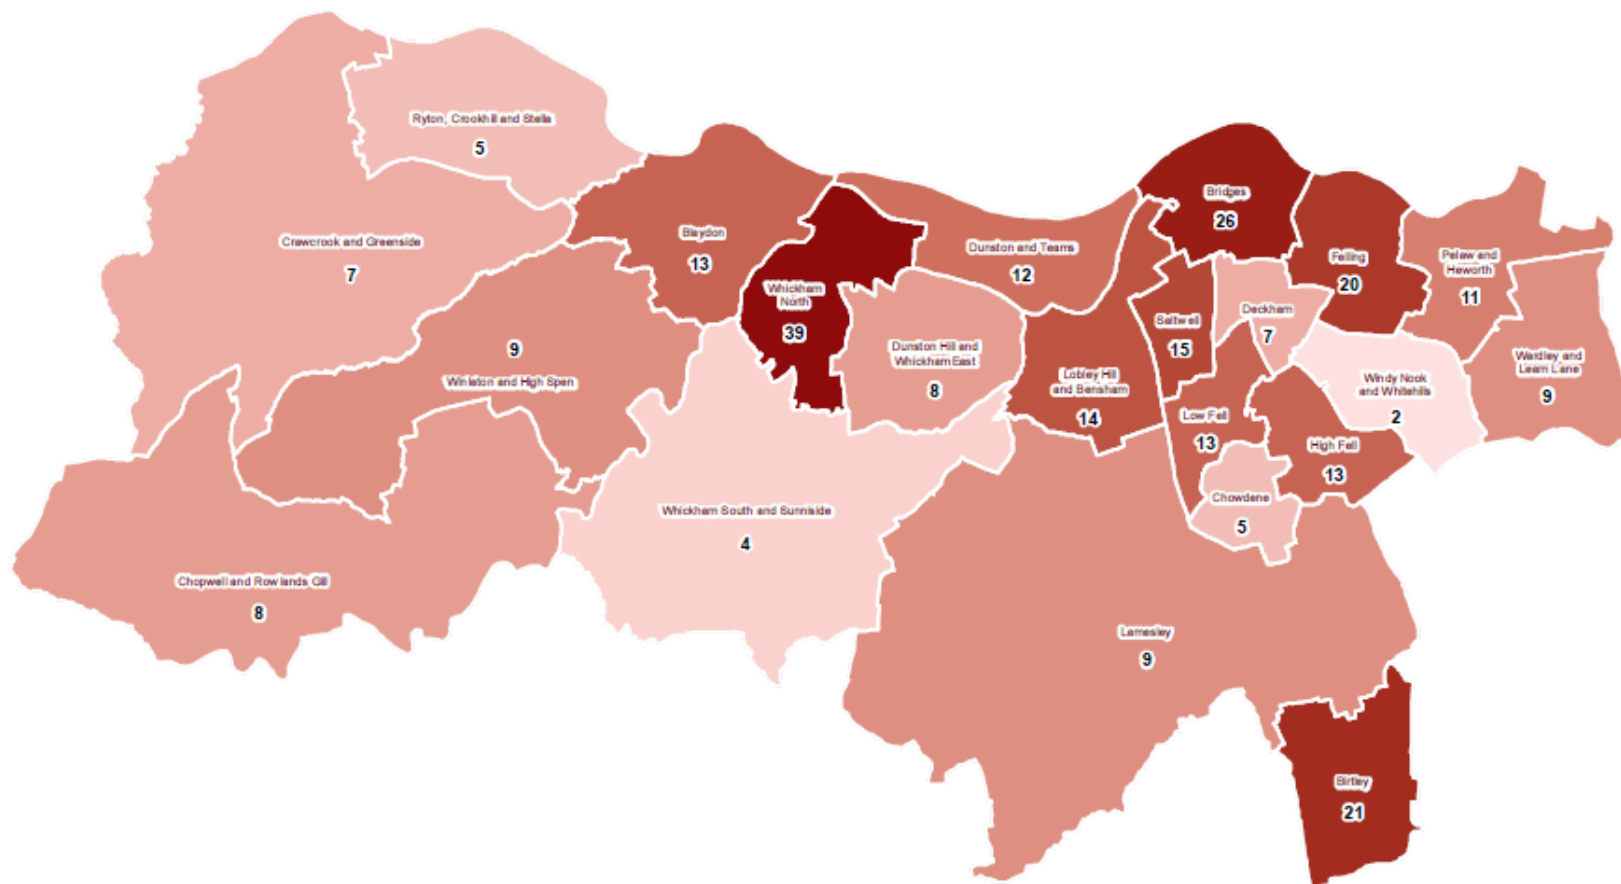 Ryton, Crookhill and Stella
5
Crawcrook and Greenside
7
Blaydon
13
Whickham
North
39
Dunston and Teams
12
Bridges
26
Felling
20
Pelaw and
Heworth
11
Wardley and
Leam Lane
9
Windy Nook
and Whitehills
2
Deckham
7
Saltwell
15
Lobley Hill
and Bensham
14
Low Fell
13
High Fell
13
Chowdene
5
Dunston Hill and
Whickham East
8
9
Winlaton and High Spen
Whickham South and Sunniside
4
Chopwell and Rowlands Gill
8
Lamesley
9
Birtley
21